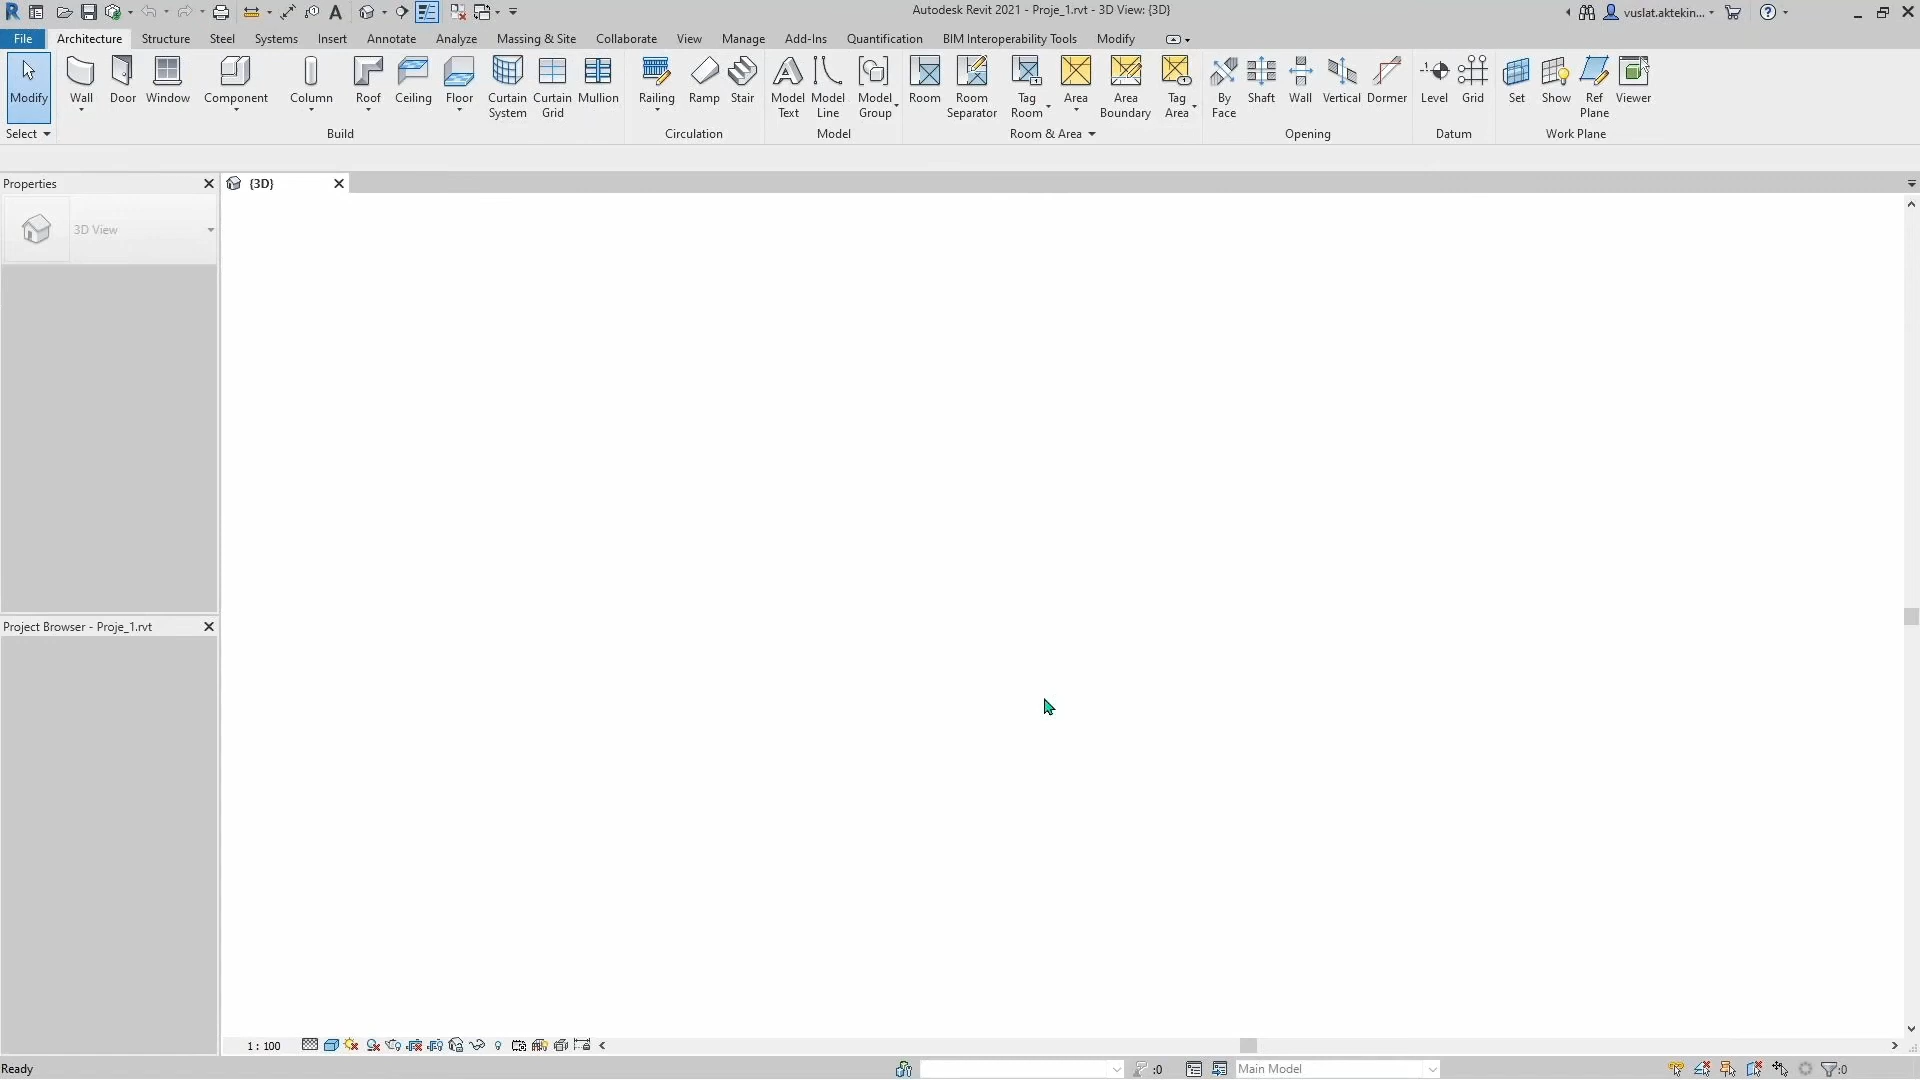 Autodesk Revit 2021 - Proje_1.rvt - 3D View: {3D}
vuslat.aktekin...
File Architecture Structure Steel Systems Insert Annotate Analyze Massing & Site Collaborate View Manage Add-Ins Quantification BIM Interoperability Tools Modify
Modify Wall Door Window Component Column Roof Ceiling Floor Curtain System Curtain Grid Mullion Railing Ramp Stair Model Text Model Line Model Group Room Room Separator Tag Room Area Area Boundary Tag Area By Face Shaft Wall Vertical Dormer Level Grid Set Show Ref Plane Viewer
Select Build Circulation Model Room & Area Opening Datum Work Plane
Properties
{3D}
3D View
Project Browser - Proje_1.rvt
1 : 100
Ready
:0
Main Model
:0